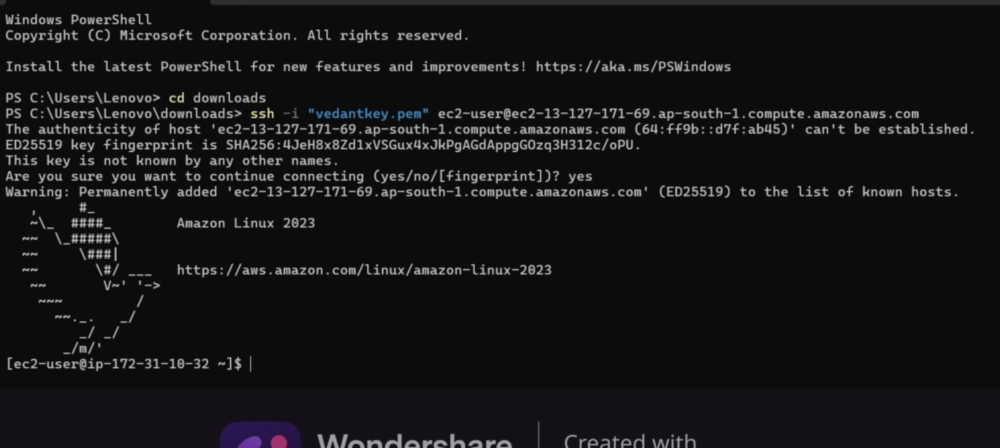 Windows PowerShell
Copyright (C) Microsoft Corporation. All rights reserved.
Install the latest PowerShell for new features and improvements! https://aka.ms/PSWindows
PS C:\Users\Lenovo> cd downloads
PS C:\Users\Lenovo\downloads> ssh -i "vedantkey.pem" ec2-user@ec2-13-127-171-69.ap-south-1.compute.amazonaws.com
The authenticity of host 'ec2-13-127-171-69.ap-south-1.compute.amazonaws.com (64:ff9b::d7f:ab45)' can't be established.
ED25519 key fingerprint is SHA256:4JeH8x8Zd1xVSGux4xJkPgAGdAppgGOzq3H312c/oPU.
This key is not known by any other names.
Are you sure you want to continue connecting (yes/no/[fingerprint])? yes
Warning: Permanently added 'ec2-13-127-171-69.ap-south-1.compute.amazonaws.com' (ED25519) to the list of known hosts.
   ,     #_
   ~\_  ####_        Amazon Linux 2023
  ~~  \_#####\
  ~~     \###|
  ~~       \#/ ___   https://aws.amazon.com/linux/amazon-linux-2023
   ~~       V~' '->
    ~~~         /
      ~~._.   _/
         _/ _/
       _/m/'
[ec2-user@ip-172-31-10-32 ~]$
Wondershare
Created with